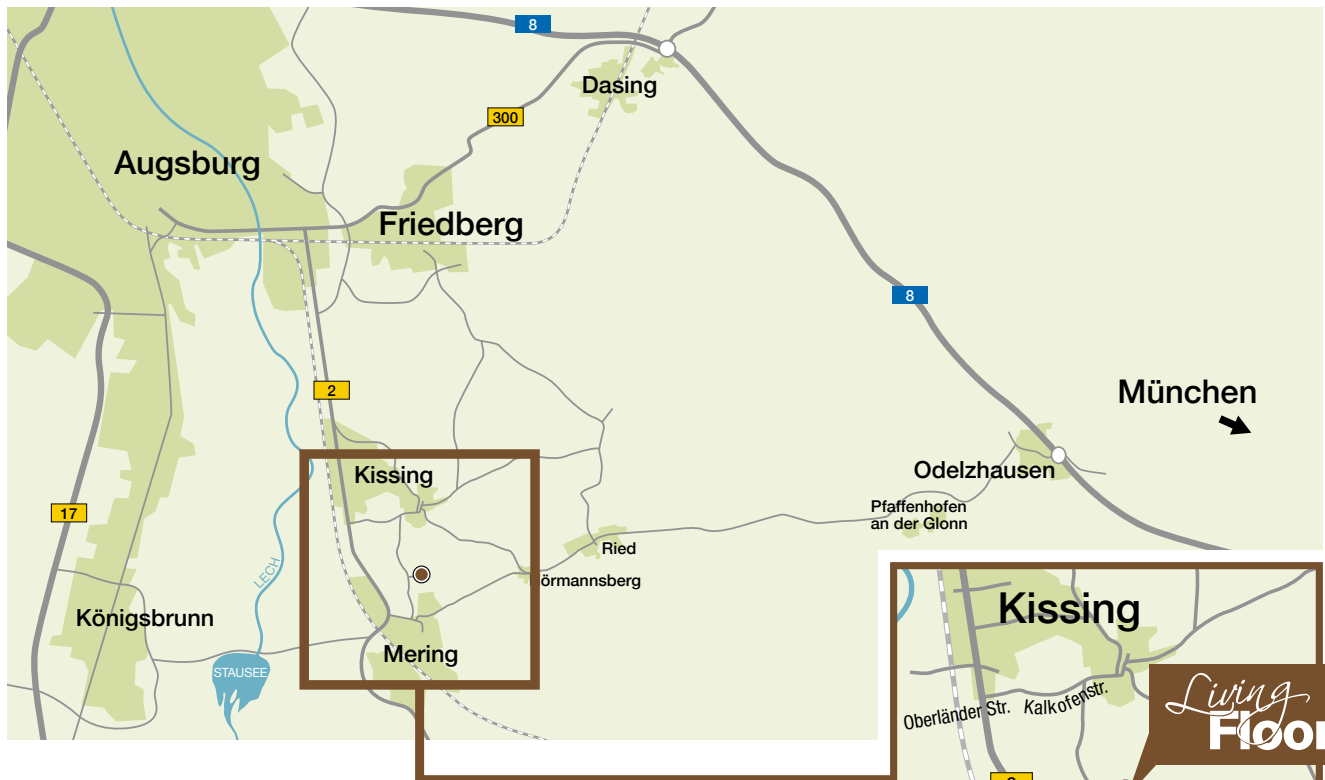 8
Dasing
300
Augsburg
Friedberg
8
2
München
Kissing
Odelzhausen
17
Pfaffenhofen
an der Glonn
Ried
örmannsberg
LECH
Königsbrunn
Mering
STAUSEE
Kissing
Oberländer Str. Kalkofenstr.
Living
Floor